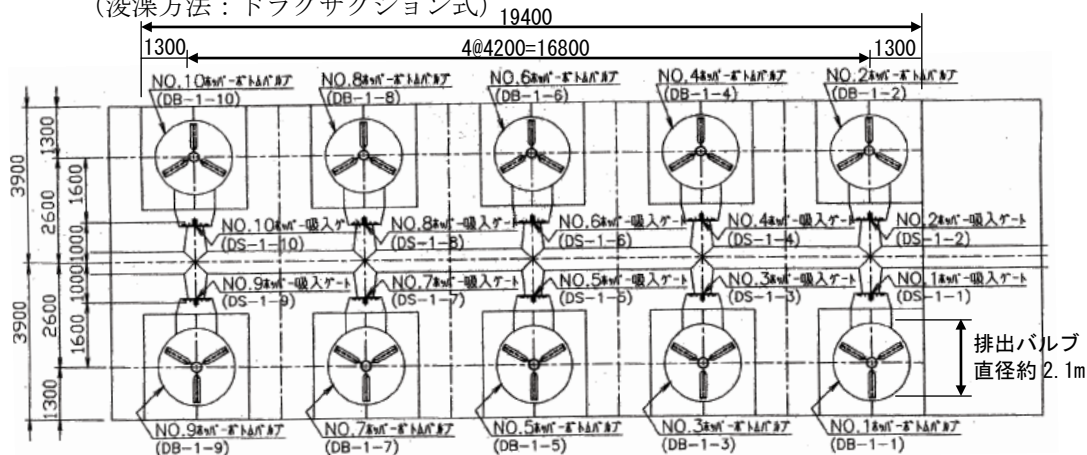 (浚渫方法:ドラグサクション式)
19400
1300
4@4200=16800
1300
NO.10ホッパーボトムバルブ
(DB-1-10)
NO.8ホッパーボトムバルブ
(DB-1-8)
NO.6ホッパーボトムバルブ
(DB-1-6)
NO.4ホッパーボトムバルブ
(DB-1-4)
NO.2ホッパーボトムバルブ
(DB-1-2)
3900
1300
2600
1600
1000
NO.10ホッパー吸入ゲート
(DS-1-10)
NO.8ホッパー吸入ゲート
(DS-1-8)
NO.6ホッパー吸入ゲート
(DS-1-6)
NO.4ホッパー吸入ゲート
(DS-1-4)
NO.2ホッパー吸入ゲート
(DS-1-2)
3900
2600
1000
1600
1300
NO.9ホッパー吸入ゲート
(DS-1-9)
NO.7ホッパー吸入ゲート
(DS-1-7)
NO.5ホッパー吸入ゲート
(DS-1-5)
NO.3ホッパー吸入ゲート
(DS-1-3)
NO.1ホッパー吸入ゲート
(DS-1-1)
排出バルブ
直径約2.1m
NO.9ホッパーボトムバルブ
(DB-1-9)
NO.7ホッパーボトムバルブ
(DB-1-7)
NO.5ホッパーボトムバルブ
(DB-1-5)
NO.3ホッパーボトムバルブ
(DB-1-3)
NO.1ホッパーボトムバルブ
(DB-1-1)